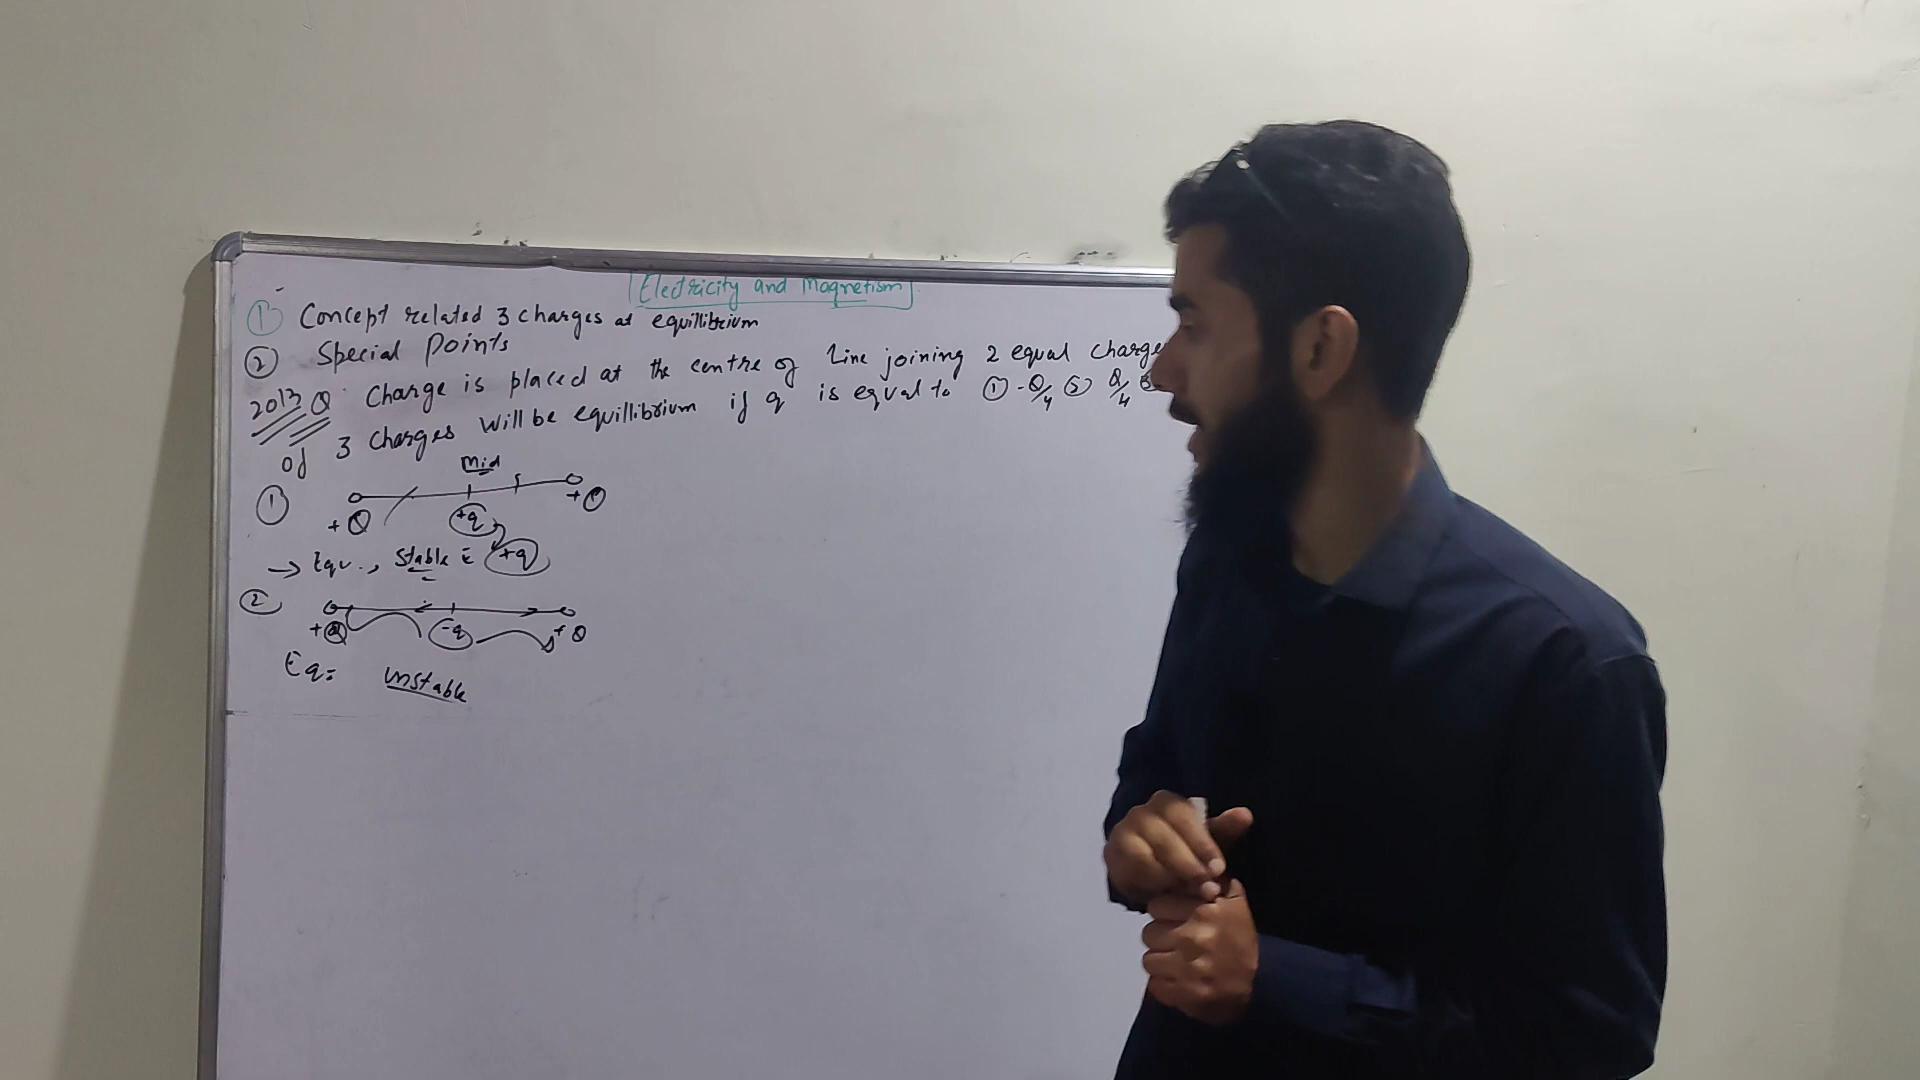 Electricity and Magnetism
① Concept related 3 charges at equillibrium
② Special Points
2013 Q Charge is placed at the centre of Line joining 2 equal charge
of 3 charges will be equillibrium if q is equal to ① -Q/4 ② Q/4 ③
Mid
①
+Q +q +Q
→ Equ., Stable E +q
②
+Q -q +Q
Eq= unstable